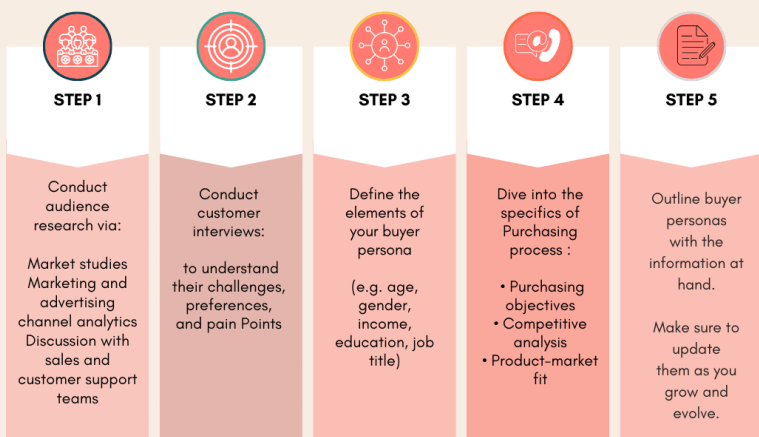 STEP 1
Conduct
audience
research via:
Market studies
Marketing and
advertising
channel analytics
Discussion with
sales and
customer support
teams
STEP 2
Conduct
customer
interviews:
to understand
their challenges,
preferences,
and pain Points
STEP 3
Define the
elements of
your buyer
persona
(e.g. age,
gender,
income,
education, job
title)
STEP 4
Dive into the
specifics of
Purchasing
process :
• Purchasing
objectives
• Competitive
analysis
• Product-market
fit
STEP 5
Outline buyer
personas
with the
information at
hand.
Make sure to
update
them as you
grow and
evolve.